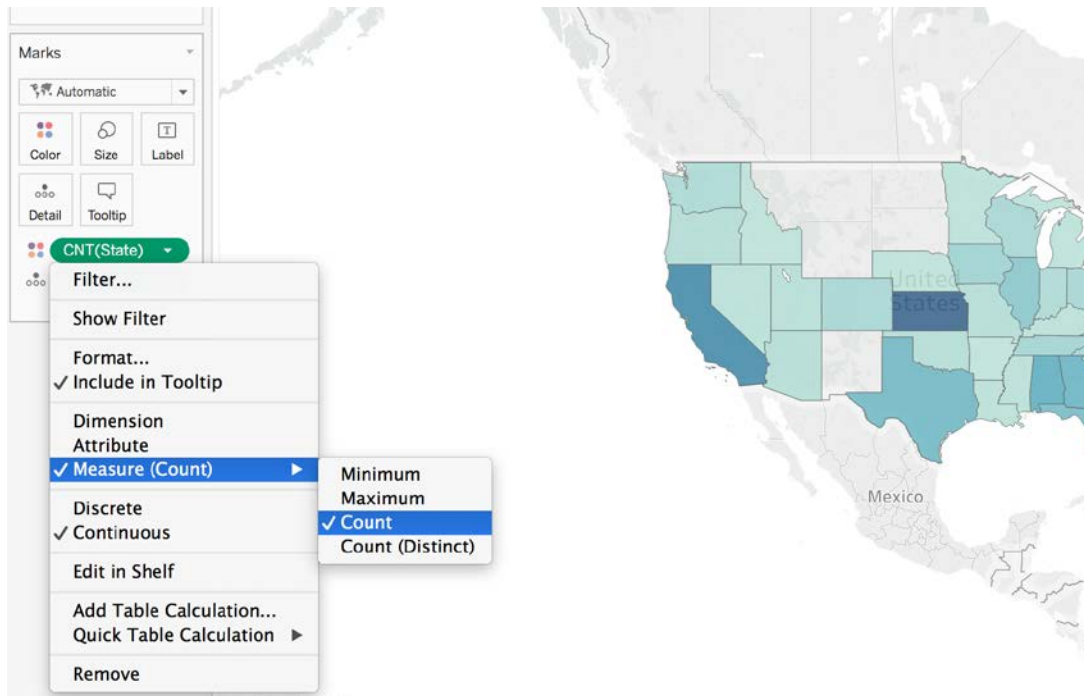 Marks
Automatic
Color Size Label
Detail Tooltip
CNT(State)
Filter...
Show Filter
Format...
✓ Include in Tooltip
Dimension
Attribute
✓ Measure (Count) ▶
Minimum
Maximum
✓ Count
Count (Distinct)
Discrete
✓ Continuous
Edit in Shelf
Add Table Calculation...
Quick Table Calculation ▶
Remove
United
States
Mexico